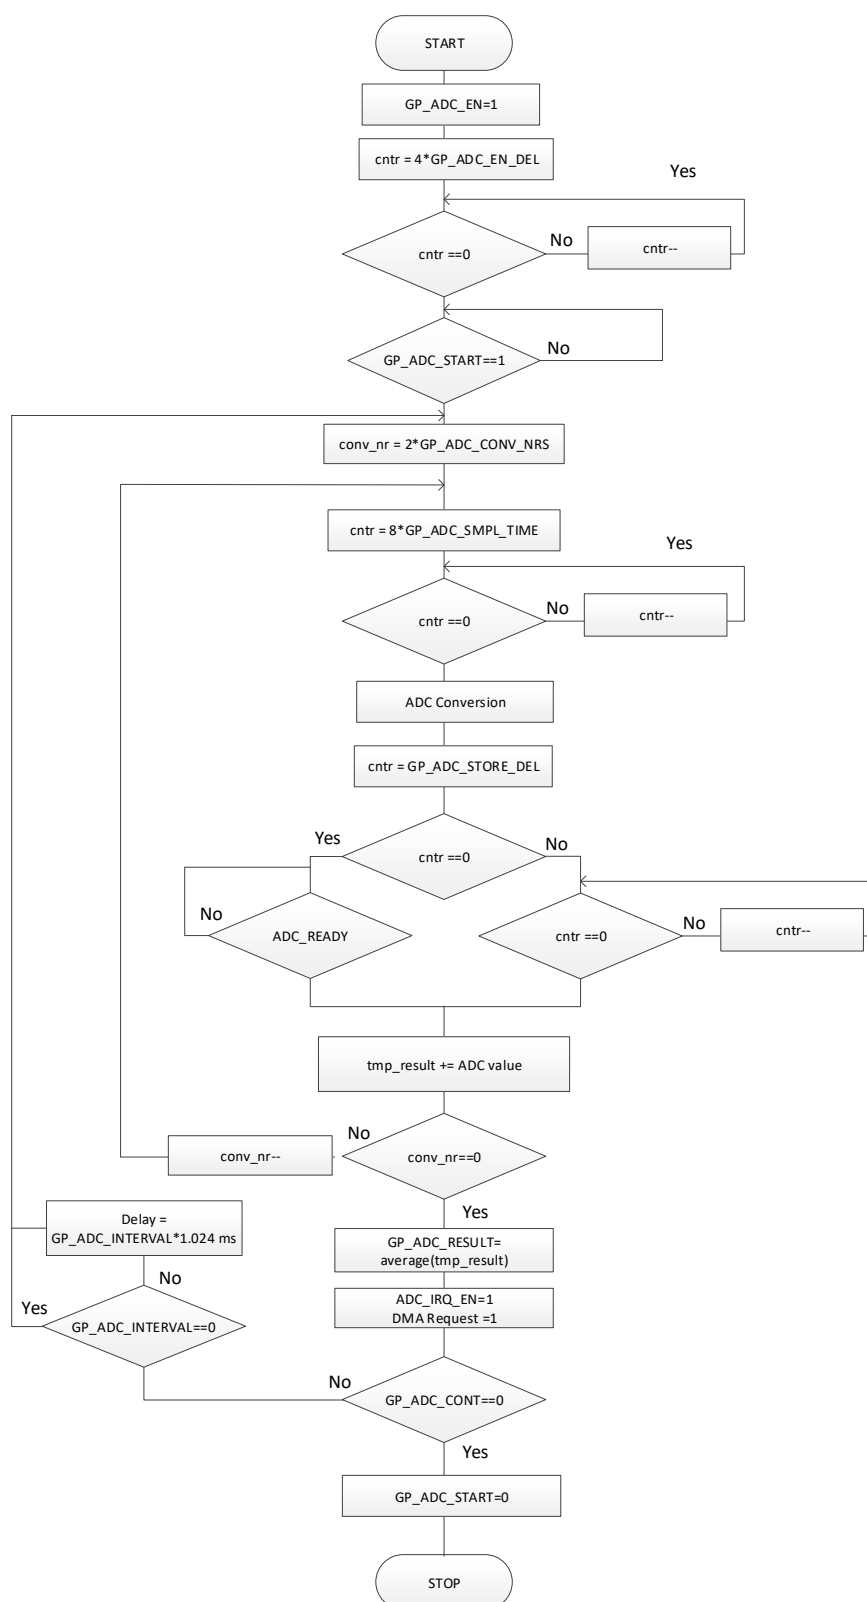 START
GP_ADC_EN=1
cntr = 4*GP_ADC_EN_DEL
Yes
cntr ==0
No
cntr--
GP_ADC_START==1
No
conv_nr = 2*GP_ADC_CONV_NRS
cntr = 8*GP_ADC_SMPL_TIME
Yes
cntr ==0
No
cntr--
ADC Conversion
cntr = GP_ADC_STORE_DEL
Yes
cntr ==0
No
No
ADC_READY
cntr ==0
No
cntr--
tmp_result += ADC value
conv_nr--
No
conv_nr==0
Yes
Delay =
GP_ADC_INTERVAL*1.024 ms
GP_ADC_RESULT=
average(tmp_result)
No
Yes
GP_ADC_INTERVAL==0
ADC_IRQ_EN=1
DMA Request =1
No
GP_ADC_CONT==0
Yes
GP_ADC_START=0
STOP